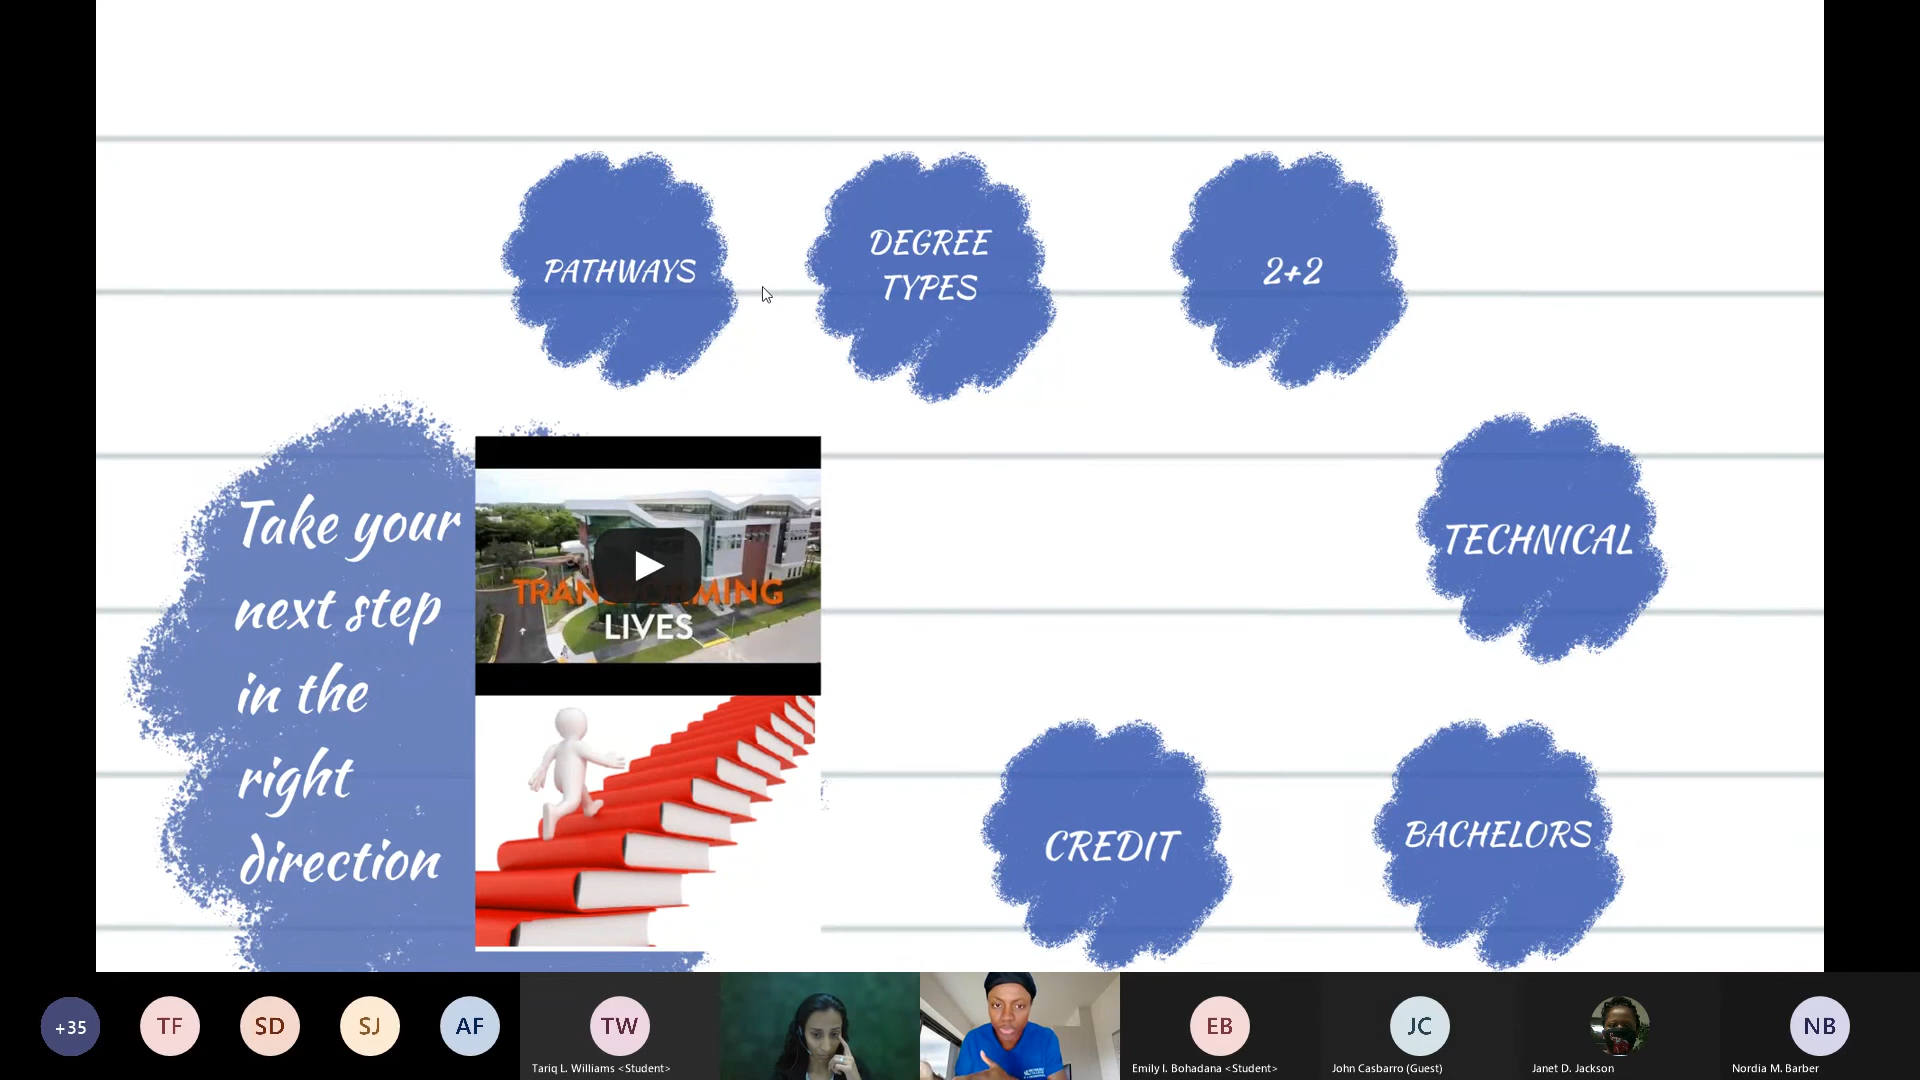 PATHWAYS
DEGREE
TYPES
2+2
Take your
next step
in the
right
direction
LIVES
TECHNICAL
CREDIT
BACHELORS
+35
TF
SD
SJ
AF
TW
Tariq L. Williams <Student>
EB
Emily I. Bohadana <Student>
JC
John Casbarro (Guest)
Janet D. Jackson
NB
Nordia M. Barber